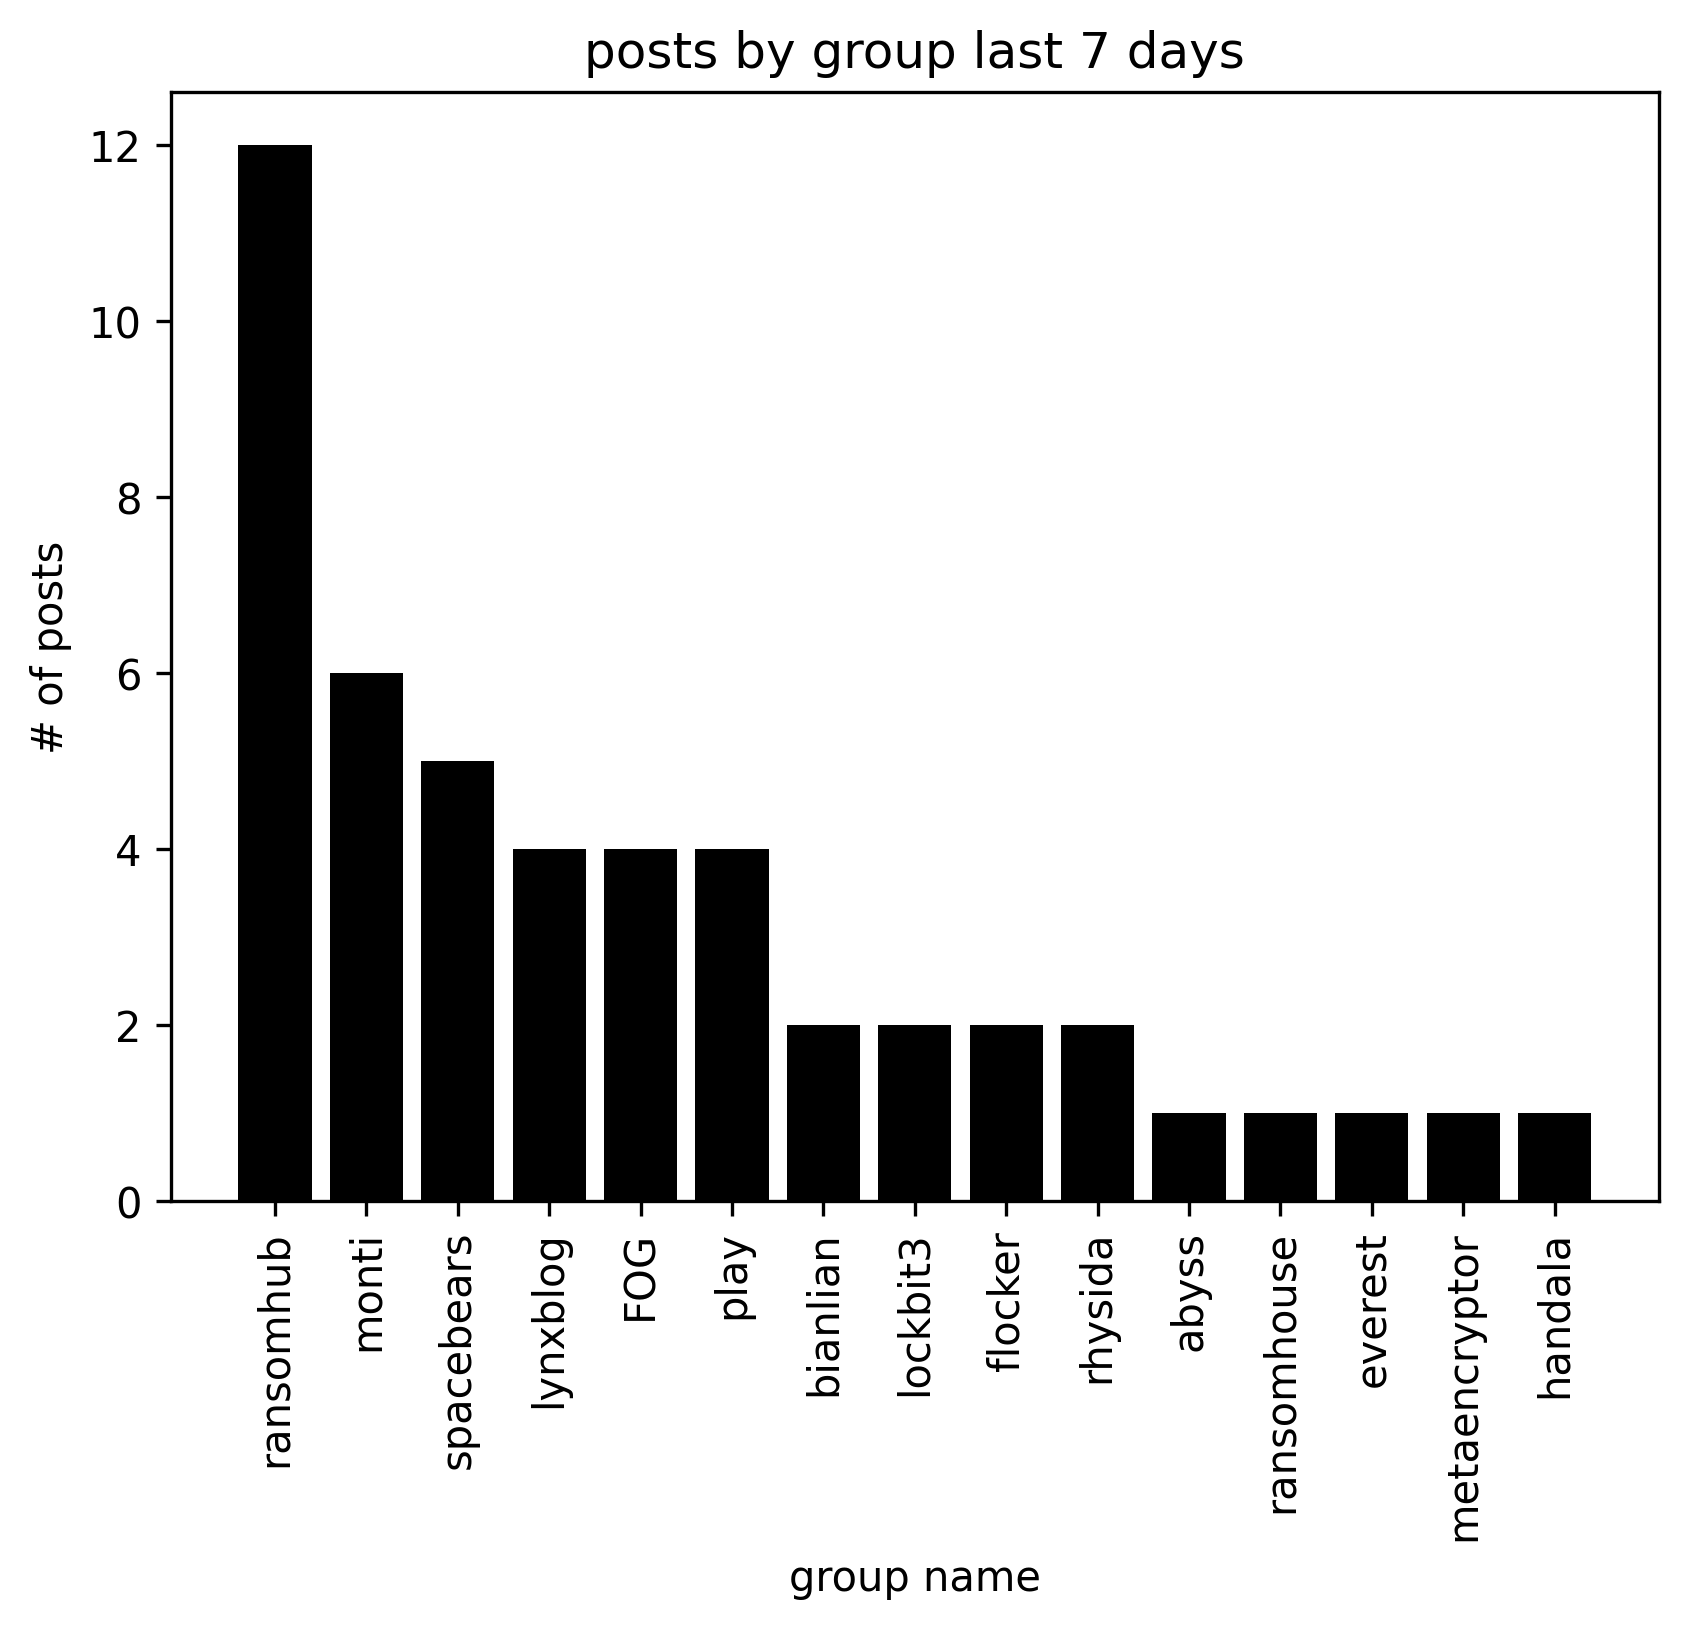 posts by group last 7 days
12
10
8
6
4
2
0
# of posts
ransomhub
monti
spacebears
lynxblog
FOG
play
bianlian
lockbit3
flocker
rhysida
abyss
ransomhouse
everest
metaencryptor
handala
group name